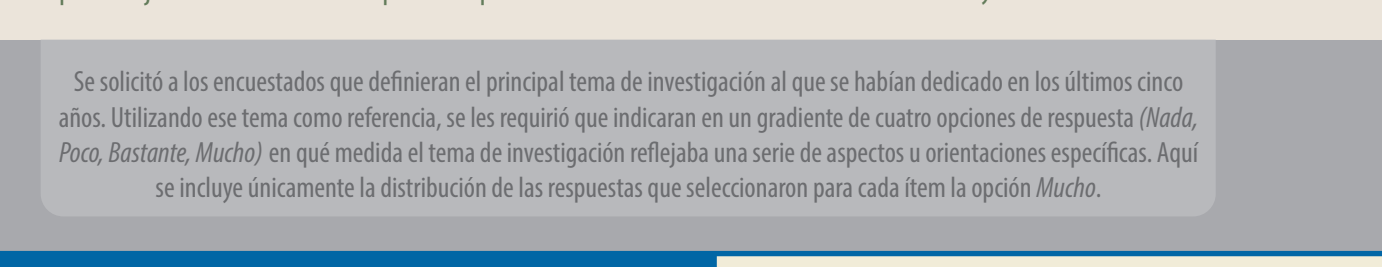 Se solicitó a los encuestados que definieran el principal tema de investigación al que se habían dedicado en los últimos cinco
años. Utilizando ese tema como referencia, se les requirió que indicaran en un gradiente de cuatro opciones de respuesta (Nada,
Poco, Bastante, Mucho) en qué medida el tema de investigación reflejaba una serie de aspectos u orientaciones específicas. Aquí
se incluye únicamente la distribución de las respuestas que seleccionaron para cada ítem la opción Mucho.